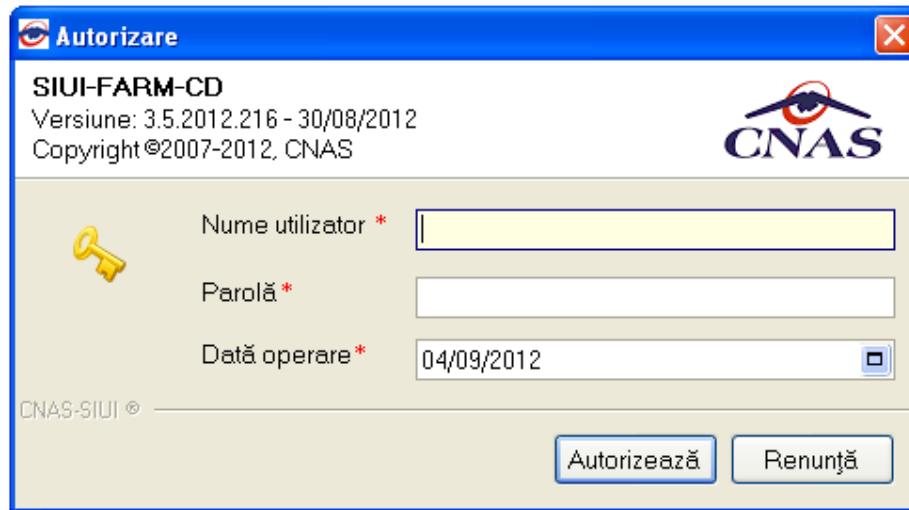 Autorizare
SIUI-FARM-CD
Versiune: 3.5.2012.216 - 30/08/2012
Copyright ©2007-2012, CNAS
CNAS
Nume utilizator *
Parolă *
Dată operare * 04/09/2012
CNAS-SIUI ®
Autorizează Renunţă